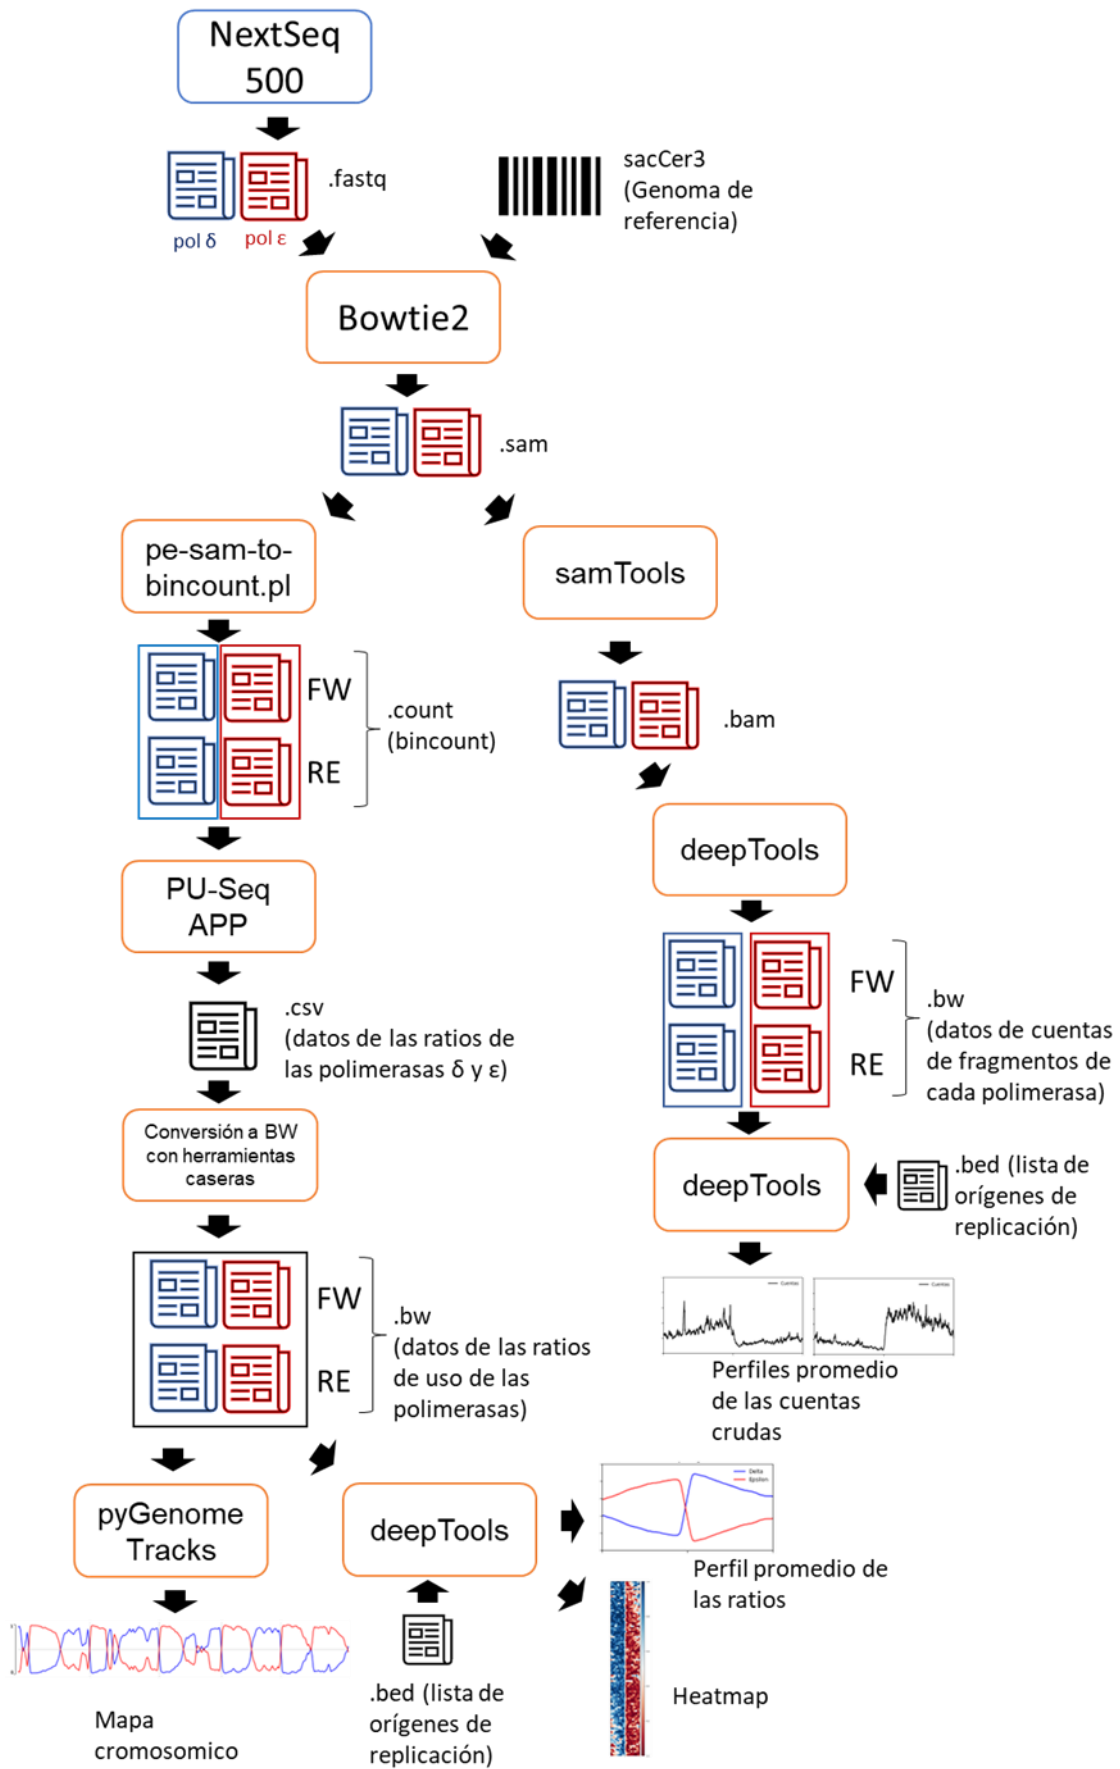 NextSeq
500
.fastq
pol δ
pol ε
sacCer3
(Genoma de
referencia)
Bowtie2
.sam
pe-sam-to-
bincount.pl
samTools
FW
RE
.count
(bincount)
.bam
PU-Seq
APP
deepTools
.csv
(datos de las ratios de
las polimerasas δ y ε)
FW
RE
.bw
(datos de cuentas
de fragmentos de
cada polimerasa)
Conversión a BW
con herramientas
caseras
deepTools
.bed (lista de
orígenes de
replicación)
FW
RE
.bw
(datos de las ratios
de uso de las
polimerasas)
Cuentas
Cuentas
Perfiles promedio
de las cuentas
crudas
pyGenome
Tracks
deepTools
Delta
Epsilon
Perfil promedio de
las ratios
Mapa
cromosomico
.bed (lista de
orígenes de
replicación)
Heatmap